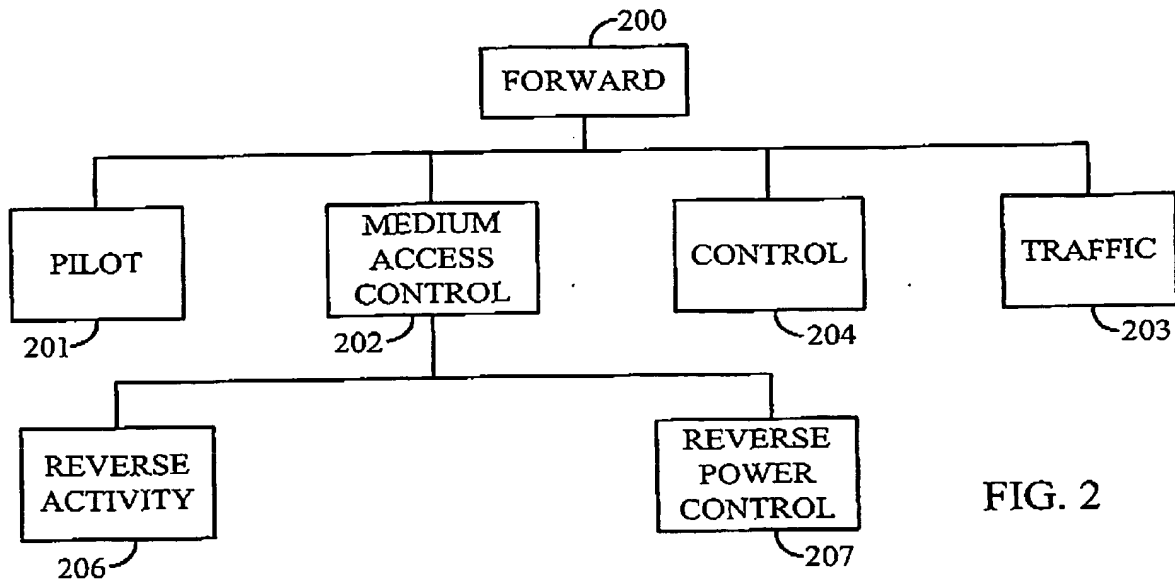 200
FORWARD
PILOT
201
MEDIUM
ACCESS
CONTROL
202
CONTROL
204
TRAFFIC
203
REVERSE
ACTIVITY
206
REVERSE
POWER
CONTROL
207
FIG. 2